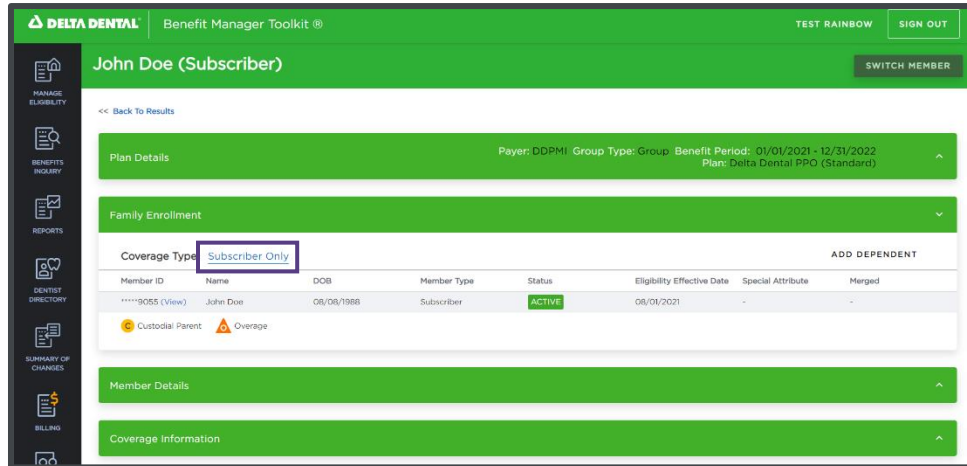 DELTA DENTAL Benefit Manager Toolkit ® TEST RAINBOW SIGN OUT
John Doe (Subscriber) SWITCH MEMBER
MANAGE
ELIGIBILITY
<< Back To Results
BENEFITS
INQUIRY
Plan Details Payer: DDPMI Group Type: Group Benefit Period: 01/01/2021 - 12/31/2022
Plan: Delta Dental PPO (Standard)
REPORTS
Family Enrollment
DENTIST
DIRECTORY
Coverage Type Subscriber Only ADD DEPENDENT
Member ID Name DOB Member Type Status Eligibility Effective Date Special Attribute Merged
*****9055 (View) John Doe 08/08/1988 Subscriber ACTIVE 08/01/2021 - -
C Custodial Parent O Overage
SUMMARY OF
CHANGES
Member Details
BILLING
Coverage Information